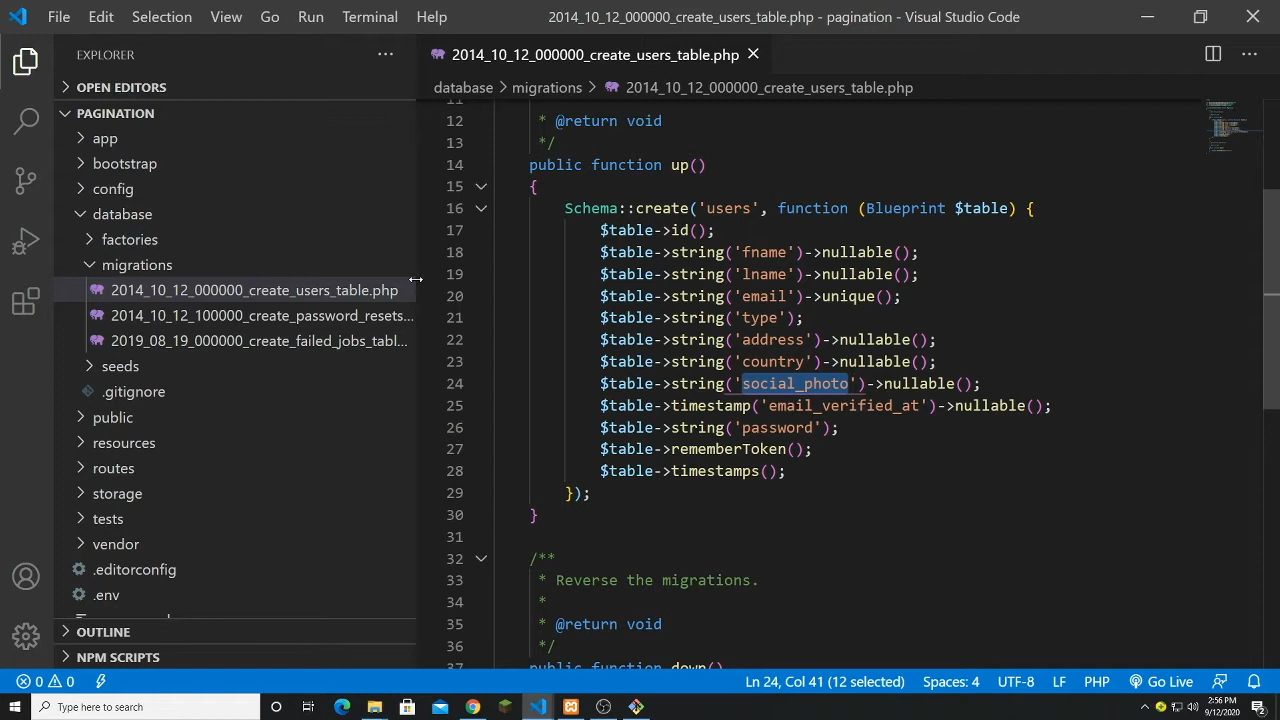 File Edit Selection View Go Run Terminal Help 2014_10_12_000000_create_users_table.php - pagination - Visual Studio Code
EXPLORER
2014_10_12_000000_create_users_table.php
OPEN EDITORS
database > migrations > 2014_10_12_000000_create_users_table.php
PAGINATION
app
bootstrap
config
database
factories
migrations
2014_10_12_000000_create_users_table.php
2014_10_12_100000_create_password_resets...
2019_08_19_000000_create_failed_jobs_tabl...
seeds
.gitignore
public
resources
routes
storage
tests
vendor
.editorconfig
.env
OUTLINE
NPM SCRIPTS
12 * @return void
13 */
14 public function up()
15 {
16 Schema::create('users', function (Blueprint $table) {
17 $table->id();
18 $table->string('fname')->nullable();
19 $table->string('lname')->nullable();
20 $table->string('email')->unique();
21 $table->string('type');
22 $table->string('address')->nullable();
23 $table->string('country')->nullable();
24 $table->string('social_photo')->nullable();
25 $table->timestamp('email_verified_at')->nullable();
26 $table->string('password');
27 $table->rememberToken();
28 $table->timestamps();
29 });
30 }
31
32 /**
33 * Reverse the migrations.
34 *
35 * @return void
36 */
37 public function down()
0 0 Ln 24, Col 41 (12 selected) Spaces: 4 UTF-8 LF PHP Go Live
Type here to search
2:56 PM
9/12/2020
2